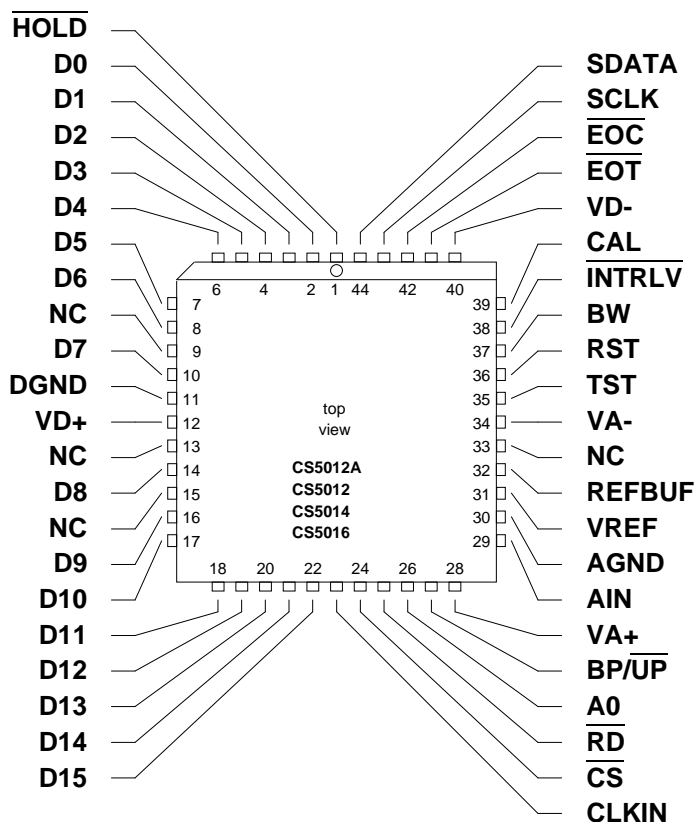 HOLD
D0
D1
D2
D3
D4
D5
D6
NC
D7
DGND
VD+
NC
D8
NC
D9
D10
D11
D12
D13
D14
D15
6 4 2 1 44 42 40
7
8
9
10
11
12
13
14
15
16
17
top
view
CS5012A
CS5012
CS5014
CS5016
39
38
37
36
35
34
33
32
31
30
29
18 20 22 24 26 28
SDATA
SCLK
EOC
EOT
VD-
CAL
INTRLV
BW
RST
TST
VA-
NC
REFBUF
VREF
AGND
AIN
VA+
BP/UP
A0
RD
CS
CLKIN